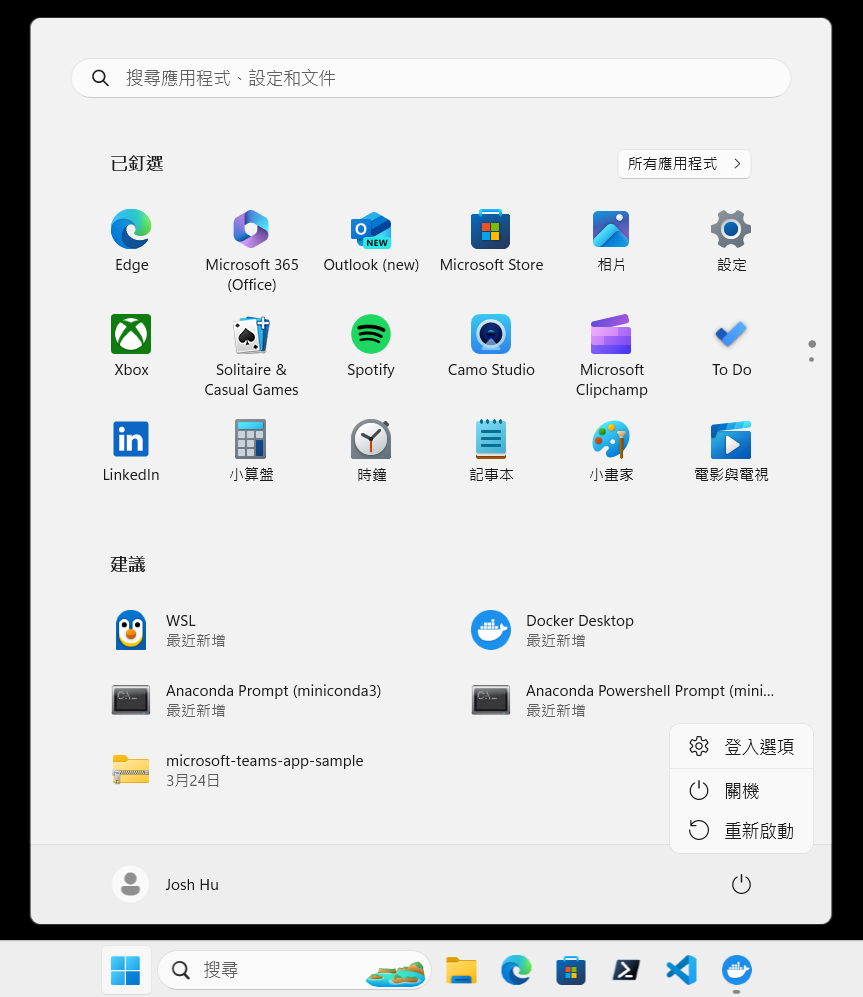 搜尋應用程式、設定和文件
已釘選
所有應用程式
Edge
Microsoft 365
(Office)
Outlook (new)
Microsoft Store
相片
設定
Xbox
Solitaire &
Casual Games
Spotify
Camo Studio
Microsoft
Clipchamp
To Do
LinkedIn
小算盤
時鐘
記事本
小畫家
電影與電視
建議
WSL
最近新增
Docker Desktop
最近新增
Anaconda Prompt (miniconda3)
最近新增
Anaconda Powershell Prompt (mini...
最近新增
microsoft-teams-app-sample
3月24日
登入選項
關機
重新啟動
Josh Hu
搜尋